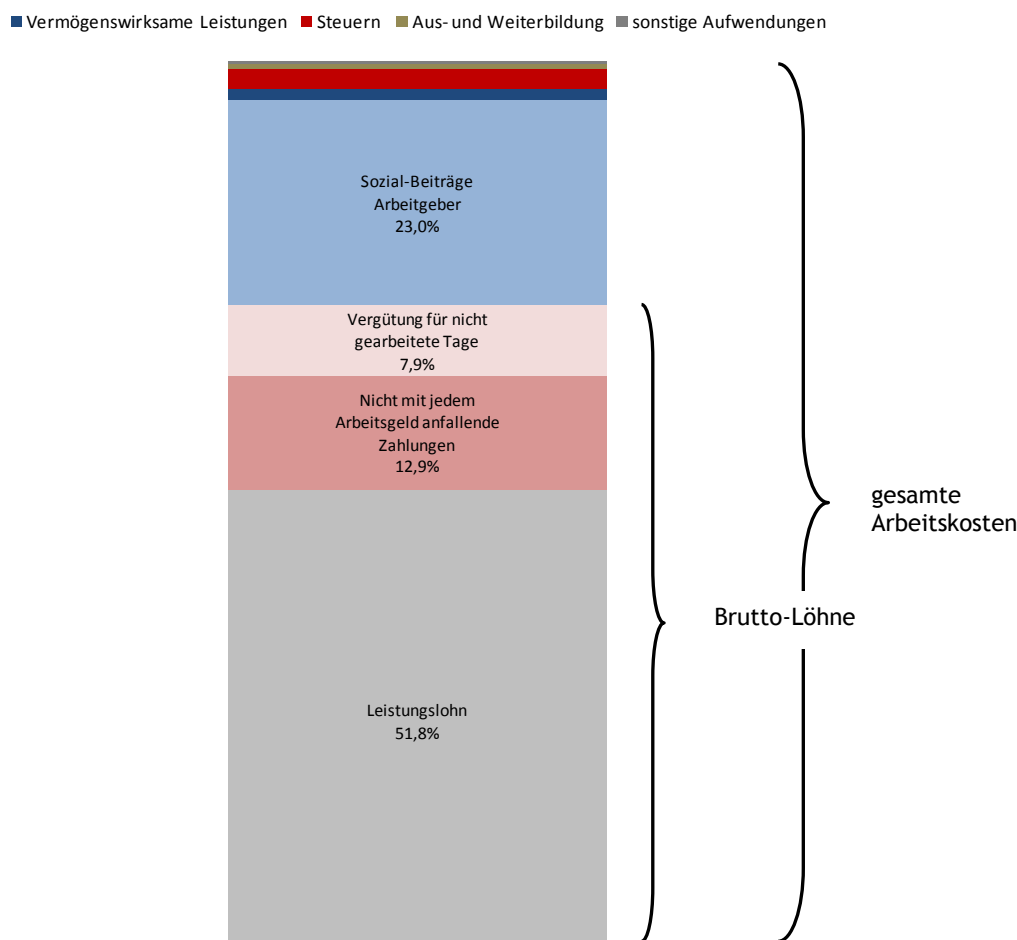 Vermögenswirksame Leistungen Steuern Aus- und Weiterbildung sonstige Aufwendungen
Sozial-Beiträge
Arbeitgeber
23,0%
Vergütung für nicht
gearbeitete Tage
7,9%
Nicht mit jedem
Arbeitsgeld anfallende
Zahlungen
12,9%
gesamte
Arbeitskosten
Brutto-Löhne
Leistungslohn
51,8%